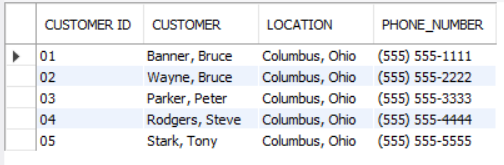 CUSTOMER ID CUSTOMER LOCATION PHONE_NUMBER
01 Banner, Bruce Columbus, Ohio (555) 555-1111
02 Wayne, Bruce Columbus, Ohio (555) 555-2222
03 Parker, Peter Columbus, Ohio (555) 555-3333
04 Rodgers, Steve Columbus, Ohio (555) 555-4444
05 Stark, Tony Columbus, Ohio (555) 555-5555